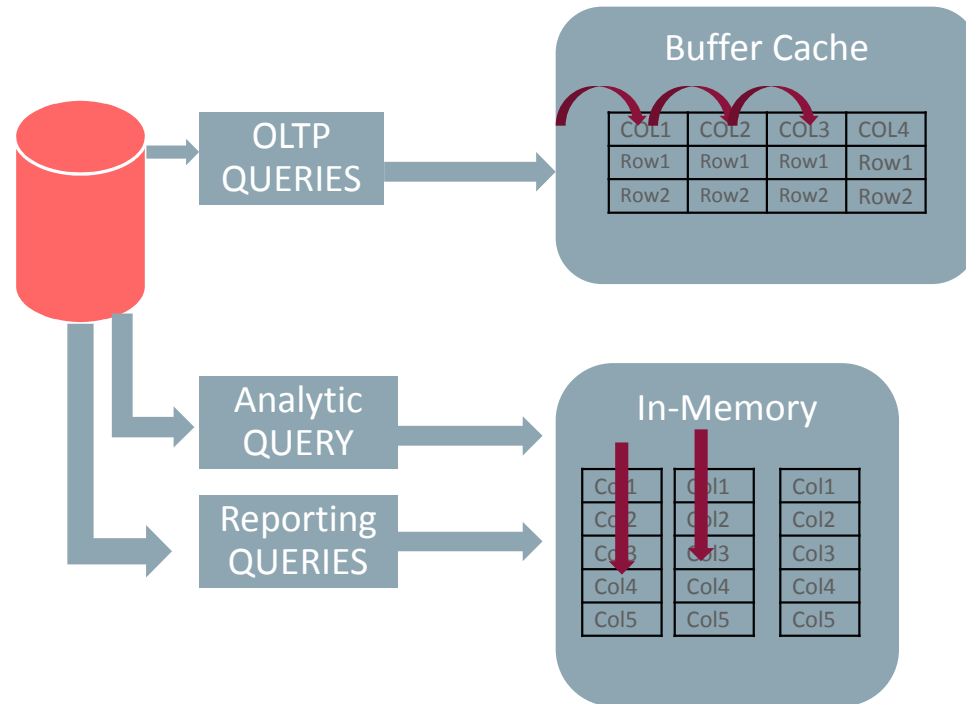 Buffer Cache
OLTP
QUERIES
COL1 COL2 COL3 COL4
Row1 Row1 Row1 Row1
Row2 Row2 Row2 Row2
Analytic
QUERY
Reporting
QUERIES
In-Memory
Col1 Col1 Col1
Col2 Col2 Col2
Col3 Col3 Col3
Col4 Col4 Col4
Col5 Col5 Col5